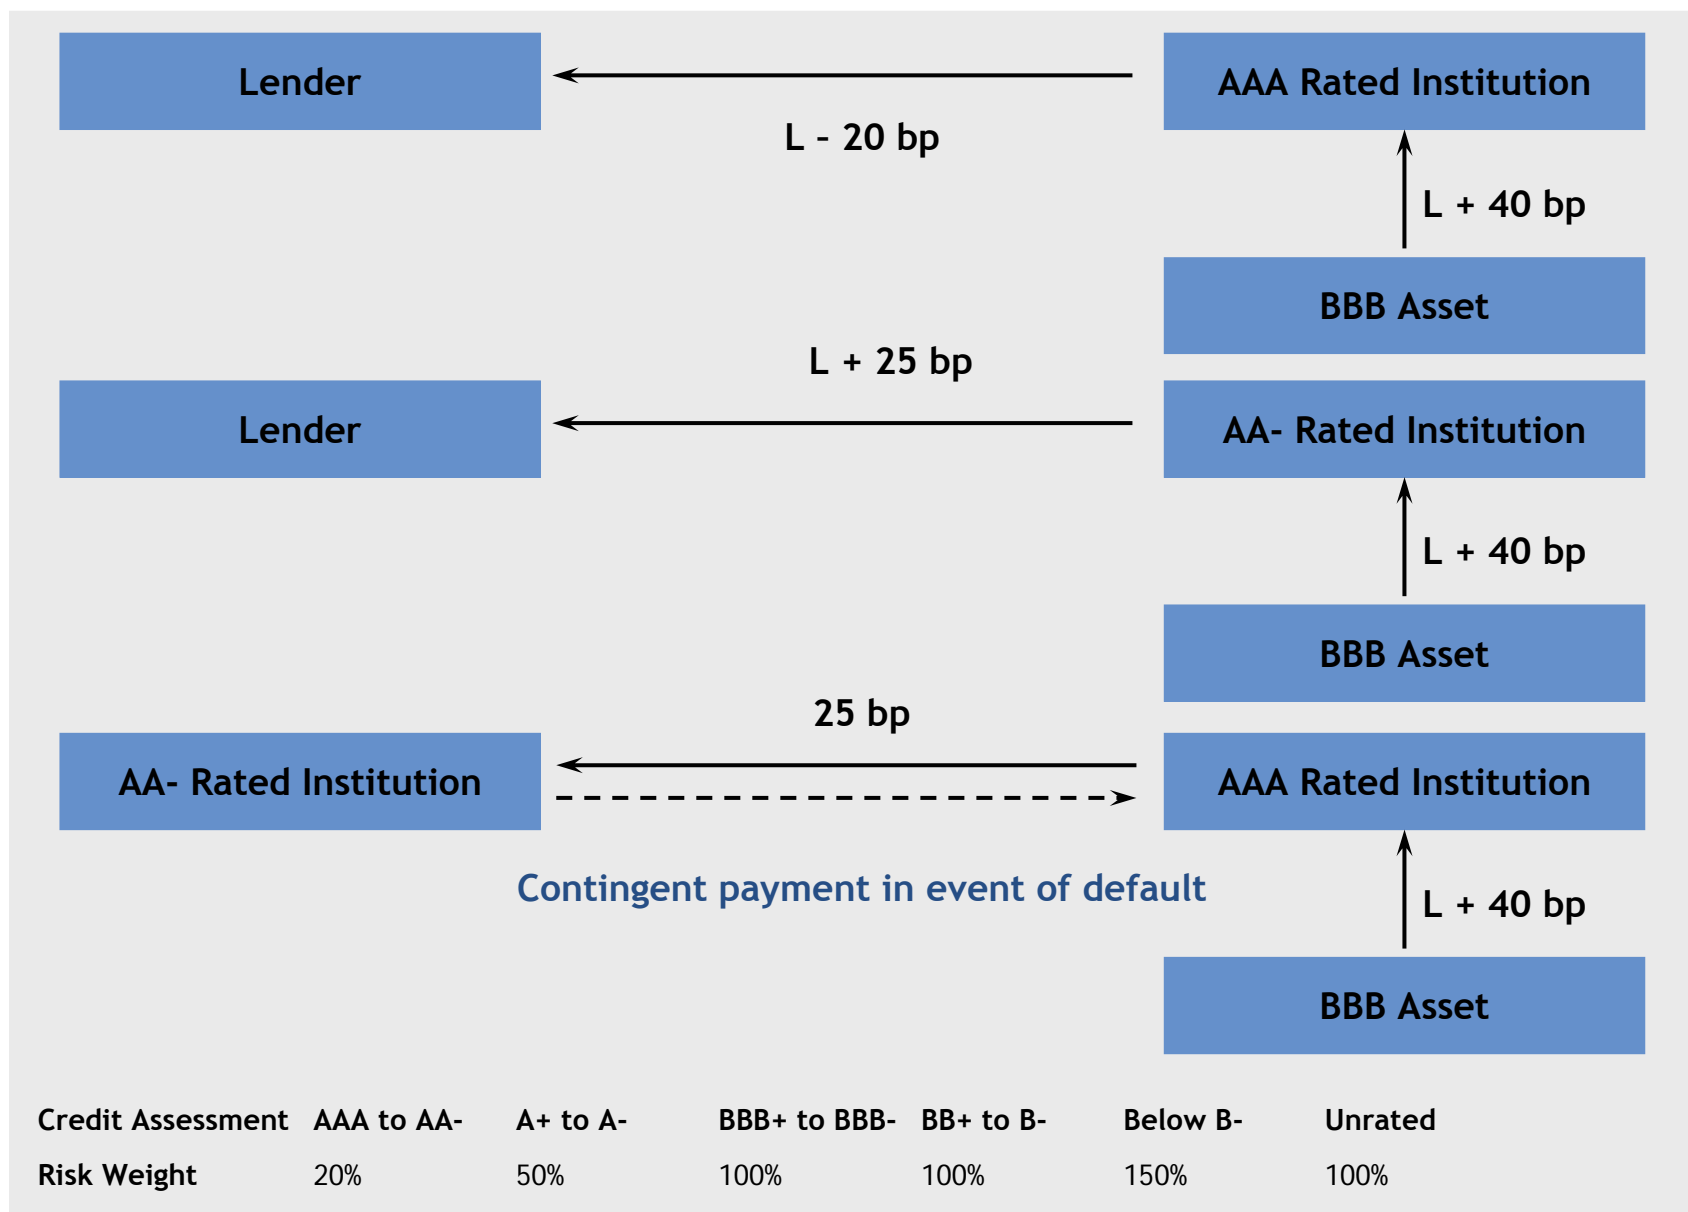 Lender
AAA Rated Institution
L – 20 bp
L + 40 bp
BBB Asset
L + 25 bp
Lender
AA- Rated Institution
L + 40 bp
BBB Asset
25 bp
AA- Rated Institution
AAA Rated Institution
Contingent payment in event of default
L + 40 bp
BBB Asset
Credit Assessment AAA to AA- A+ to A- BBB+ to BBB- BB+ to B- Below B- Unrated
Risk Weight 20% 50% 100% 100% 150% 100%